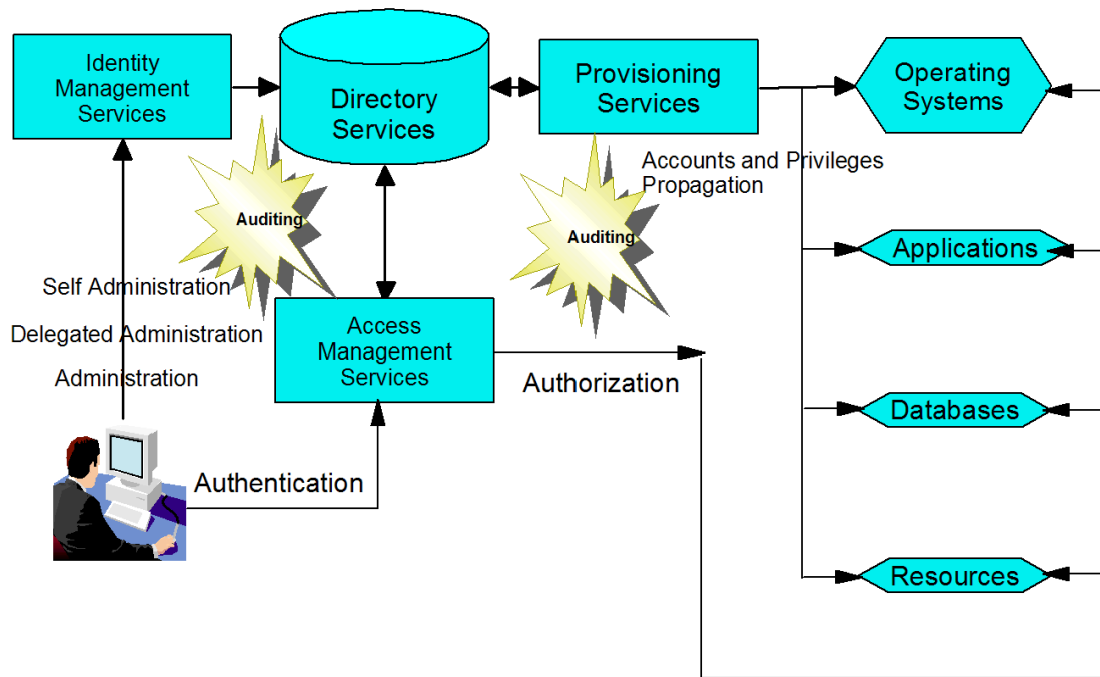 Identity
Management
Services
Directory
Services
Provisioning
Services
Operating
Systems
Accounts and Privileges
Propagation
Auditing
Auditing
Applications
Self Administration
Delegated Administration
Administration
Access
Management
Services
Authorization
Databases
Authentication
Resources